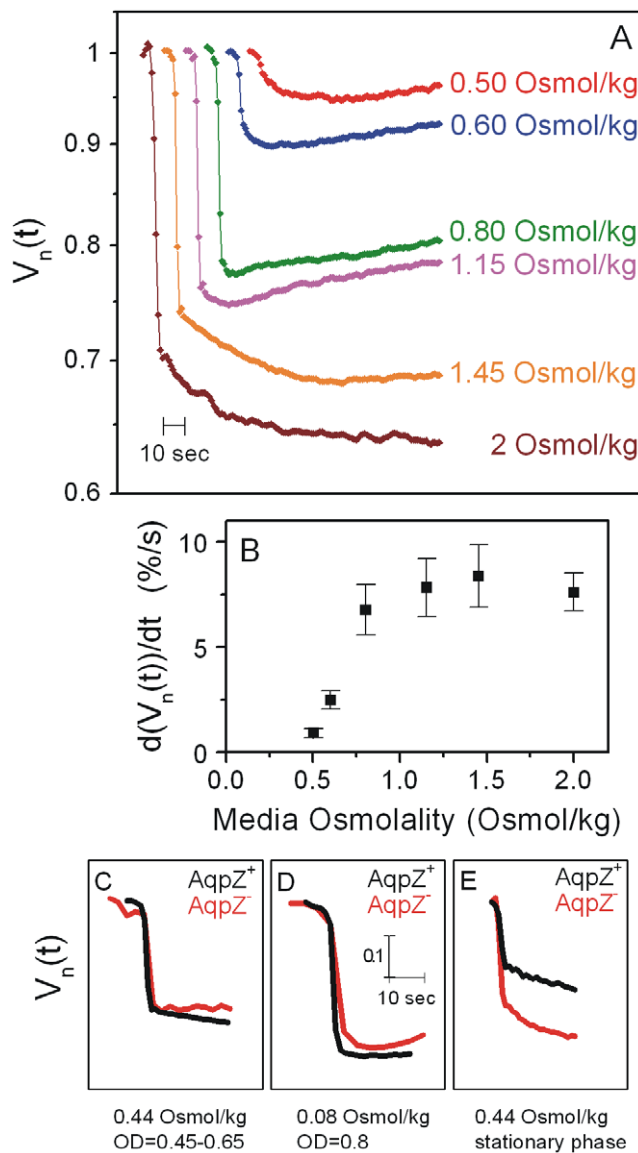 A
1
0.9
0.8
0.7
0.6
Vn(t)
0.50 Osmol/kg
0.60 Osmol/kg
0.80 Osmol/kg
1.15 Osmol/kg
1.45 Osmol/kg
2 Osmol/kg
10 sec
B
d(Vn(t))/dt (%/s)
10
5
0
0.0 0.5 1.0 1.5 2.0
Media Osmolality (Osmol/kg)
Vn(t)
C
AqpZ+
AqpZ-
D
AqpZ+
AqpZ-
0.1
10 sec
E
AqpZ+
AqpZ-
0.44 Osmol/kg
OD=0.45-0.65
0.08 Osmol/kg
OD=0.8
0.44 Osmol/kg
stationary phase